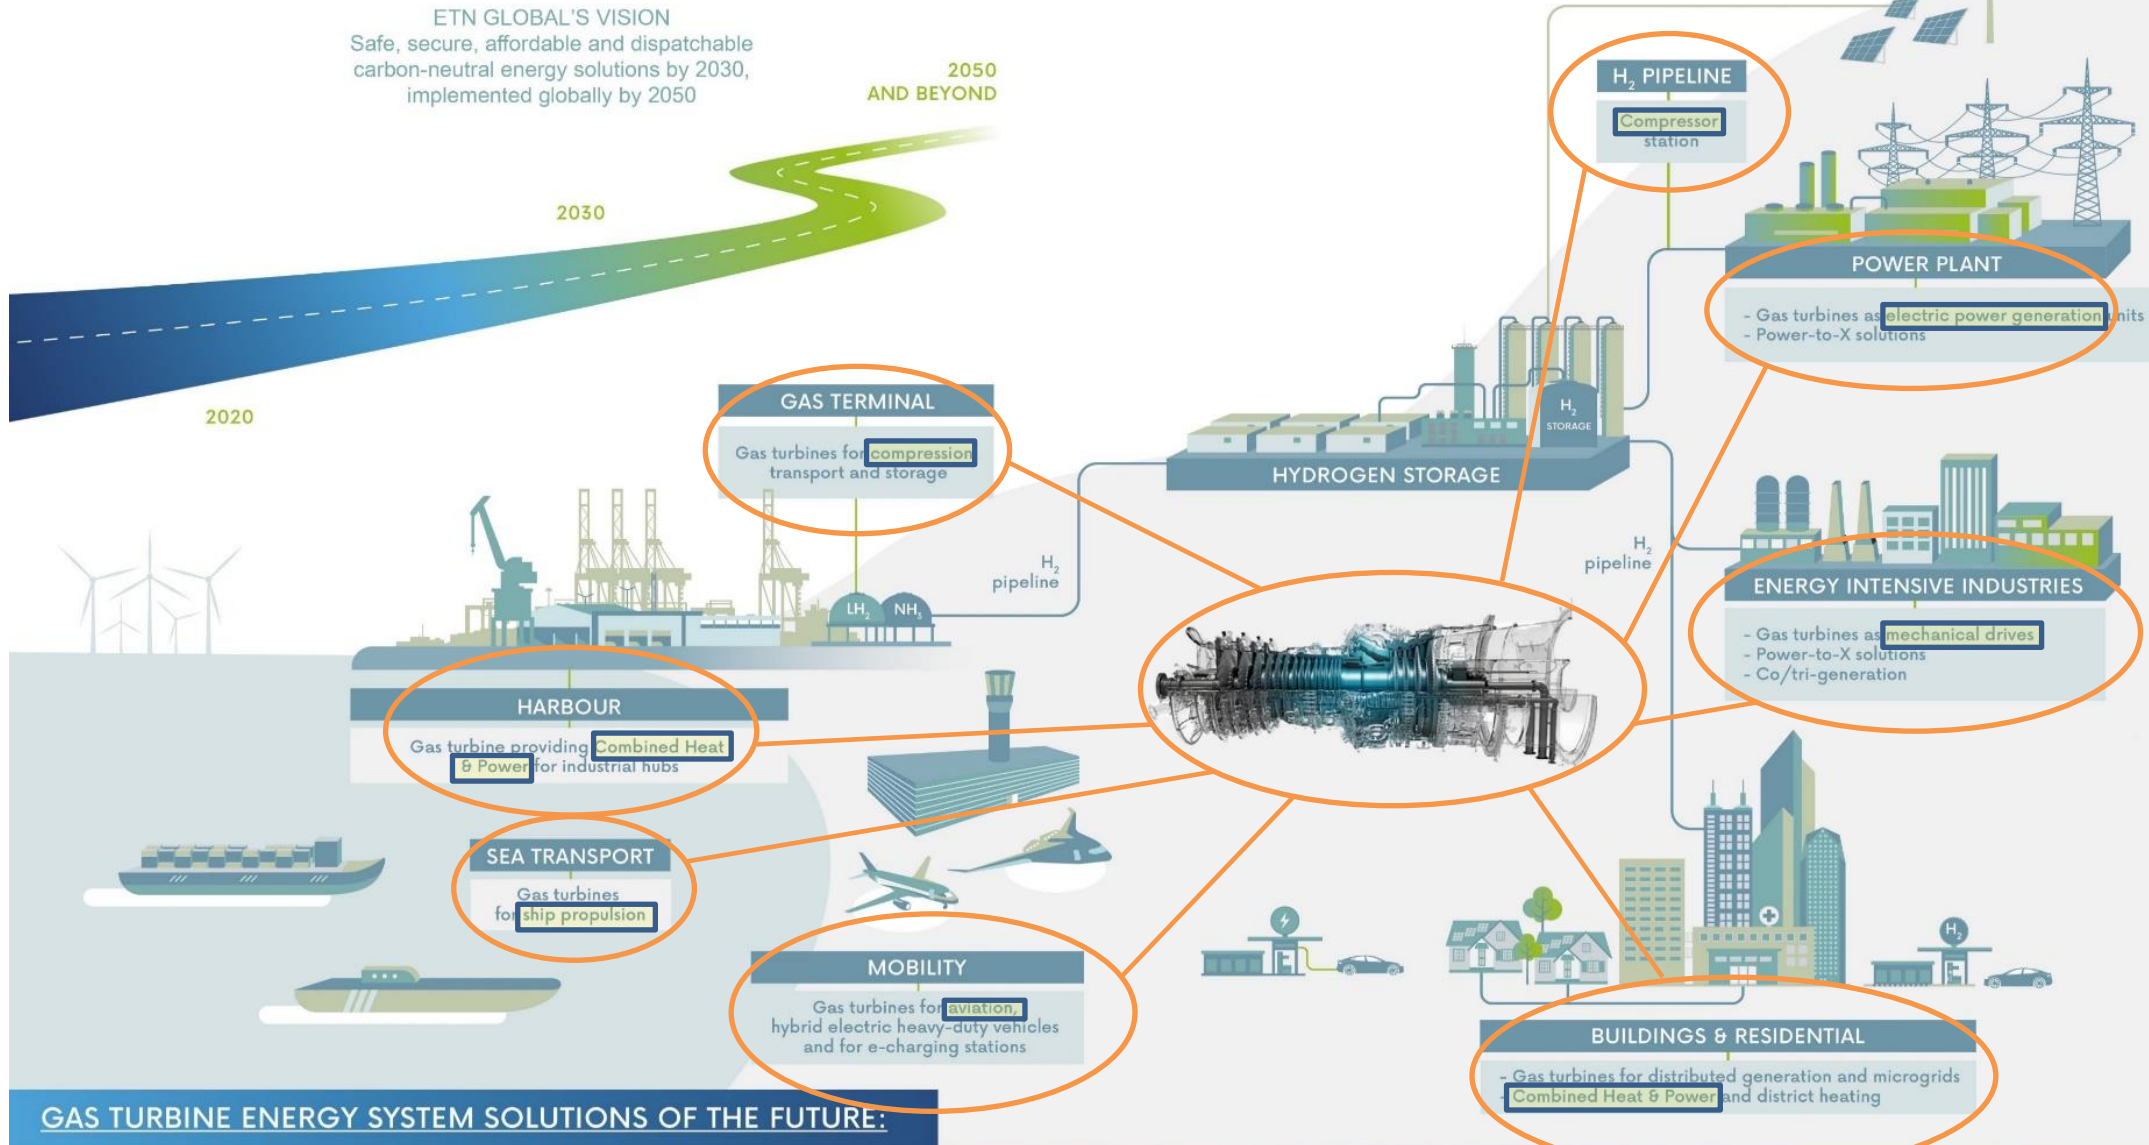 ETN GLOBAL'S VISION
Safe, secure, affordable and dispatchable
carbon-neutral energy solutions by 2030,
implemented globally by 2050
2050
AND BEYOND
2030
2020
H₂ PIPELINE
Compressor
station
POWER PLANT
- Gas turbines as electric power generation units
- Power-to-X solutions
GAS TERMINAL
Gas turbines for compression
transport and storage
H₂
STORAGE
HYDROGEN STORAGE
H₂
pipeline
H₂
pipeline
LH₂
NH₃
ENERGY INTENSIVE INDUSTRIES
- Gas turbines as mechanical drives
- Power-to-X solutions
- Co/tri-generation
HARBOUR
Gas turbine providing Combined Heat
& Power for industrial hubs
SEA TRANSPORT
Gas turbines
for ship propulsion
MOBILITY
Gas turbines for aviation,
hybrid electric heavy-duty vehicles
and for e-charging stations
H₂
BUILDINGS & RESIDENTIAL
- Gas turbines for distributed generation and microgrids
- Combined Heat & Power and district heating
GAS TURBINE ENERGY SYSTEM SOLUTIONS OF THE FUTURE: